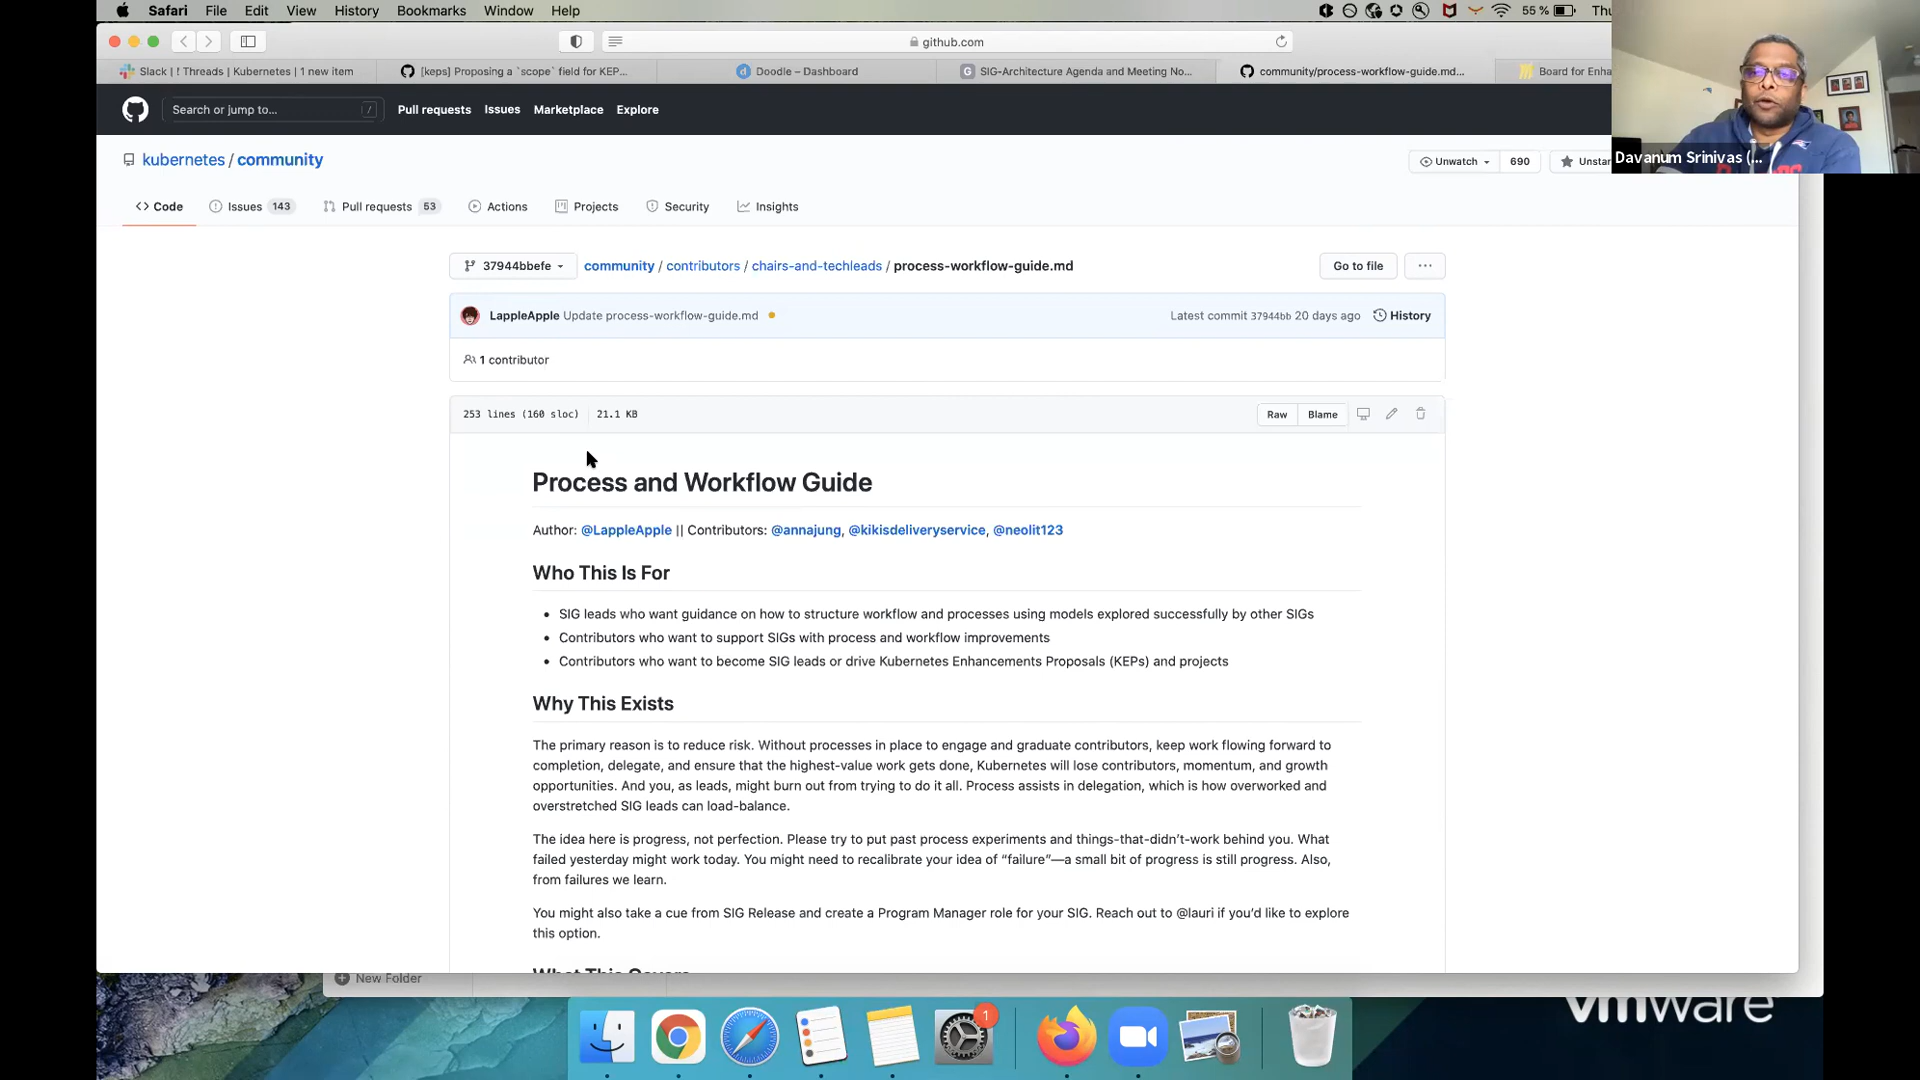 Safari File Edit View History Bookmarks Window Help 55 % Thu
github.com
Slack | ! Threads | Kubernetes | 1 new item
[keps] Proposing a `scope` field for KEP...
Doodle – Dashboard
SIG-Architecture Agenda and Meeting No...
community/process-workflow-guide.md...
Board for Enha
Search or jump to... /
Pull requests Issues Marketplace Explore
Davanum Srinivas (...
kubernetes / community
Unwatch 690 Unstar
Code Issues 143 Pull requests 53 Actions Projects Security Insights
37944bbefe community / contributors / chairs-and-techleads / process-workflow-guide.md Go to file ...
LappleApple Update process-workflow-guide.md Latest commit 37944bb 20 days ago History
1 contributor
253 lines (160 sloc) 21.1 KB Raw Blame
Process and Workflow Guide
Author: @LappleApple || Contributors: @annajung, @kikisdeliveryservice, @neolit123
Who This Is For
• SIG leads who want guidance on how to structure workflow and processes using models explored successfully by other SIGs
• Contributors who want to support SIGs with process and workflow improvements
• Contributors who want to become SIG leads or drive Kubernetes Enhancements Proposals (KEPs) and projects
Why This Exists
The primary reason is to reduce risk. Without processes in place to engage and graduate contributors, keep work flowing forward to
completion, delegate, and ensure that the highest-value work gets done, Kubernetes will lose contributors, momentum, and growth
opportunities. And you, as leads, might burn out from trying to do it all. Process assists in delegation, which is how overworked and
overstretched SIG leads can load-balance.
The idea here is progress, not perfection. Please try to put past process experiments and things-that-didn't-work behind you. What
failed yesterday might work today. You might need to recalibrate your idea of “failure”—a small bit of progress is still progress. Also,
from failures we learn.
You might also take a cue from SIG Release and create a Program Manager role for your SIG. Reach out to @lauri if you'd like to explore
this option.
What This Covers
New Folder
vmware
1